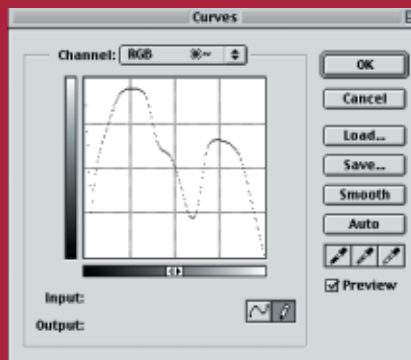 Curves
Channel: RGB ⌘~
OK
Cancel
Load...
Save...
Smooth
Auto
Preview
Input:
Output: